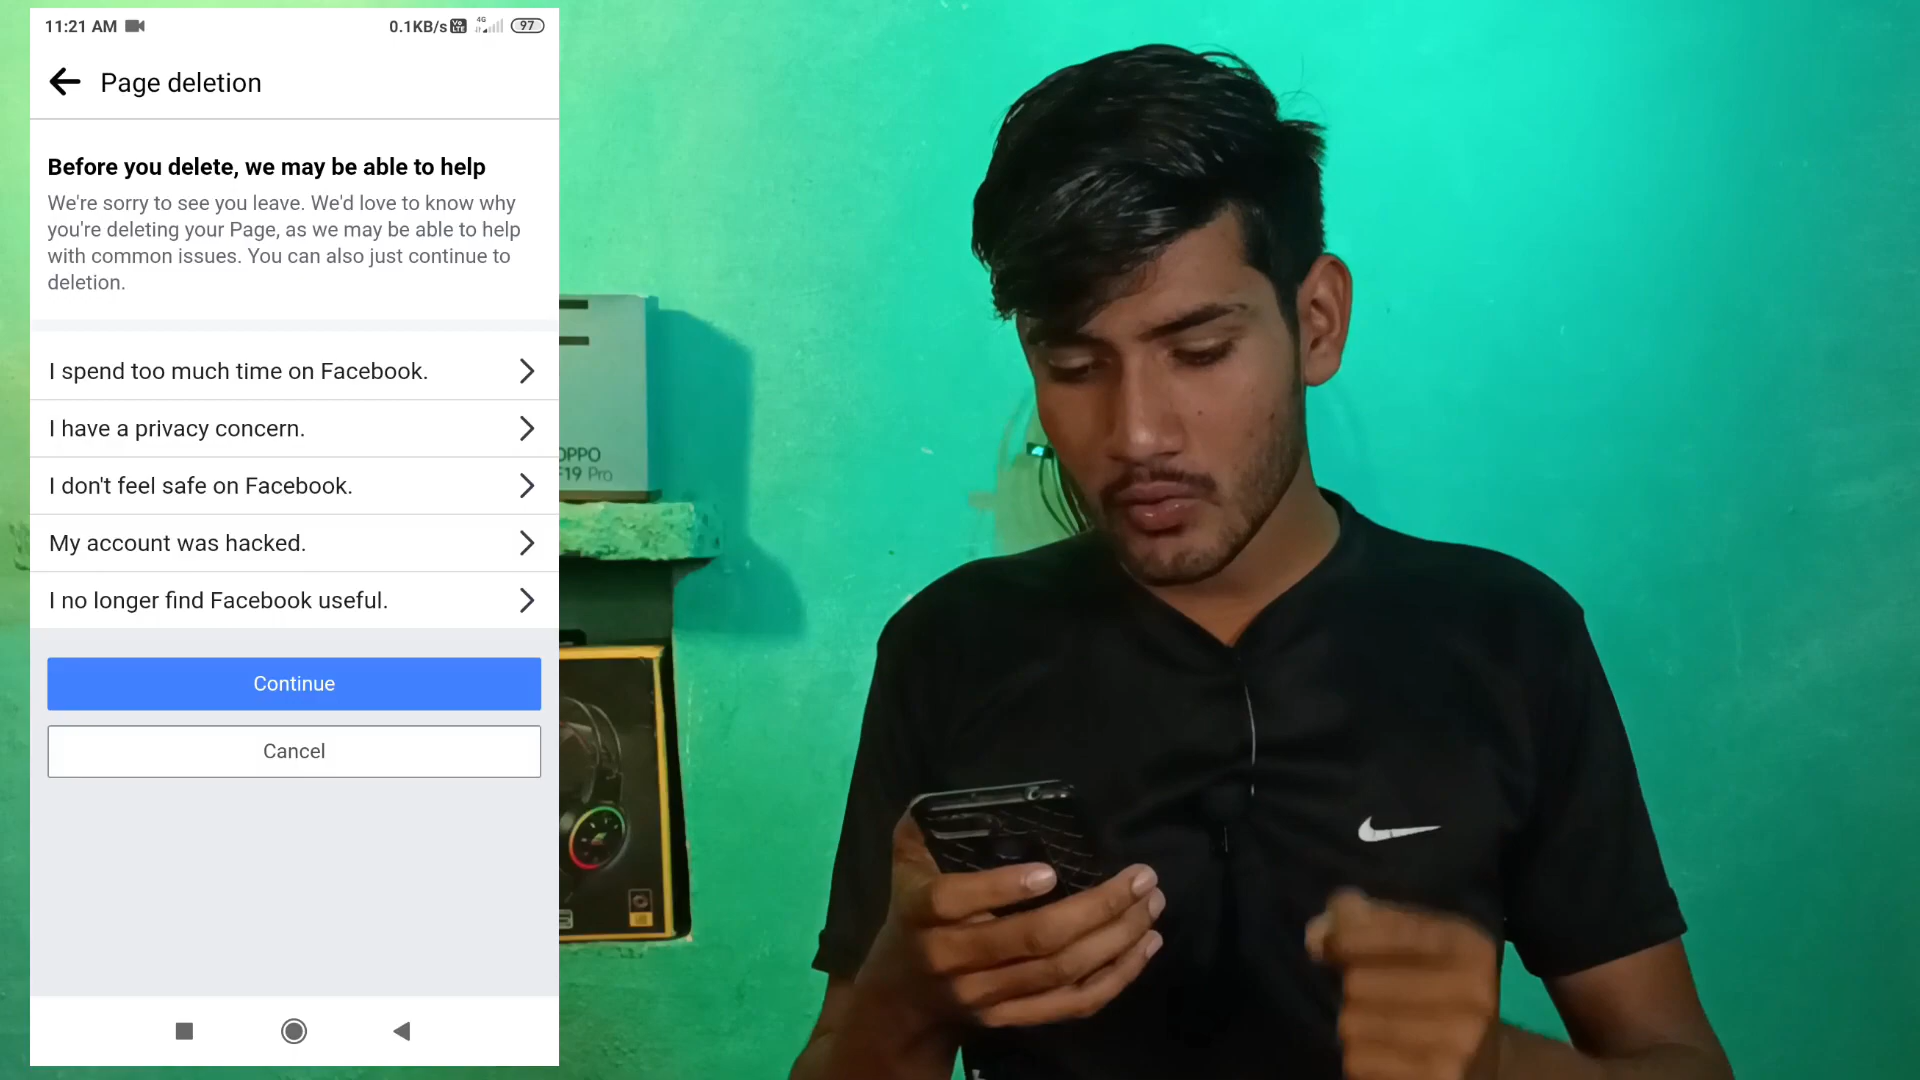 11:21 AM
0.1KB/s
Vo
LTE
4G
97
Page deletion
Before you delete, we may be able to help
We're sorry to see you leave. We'd love to know why
you're deleting your Page, as we may be able to help
with common issues. You can also just continue to
deletion.
I spend too much time on Facebook.
I have a privacy concern.
I don't feel safe on Facebook.
My account was hacked.
I no longer find Facebook useful.
Continue
Cancel
OPPO
F19 Pro